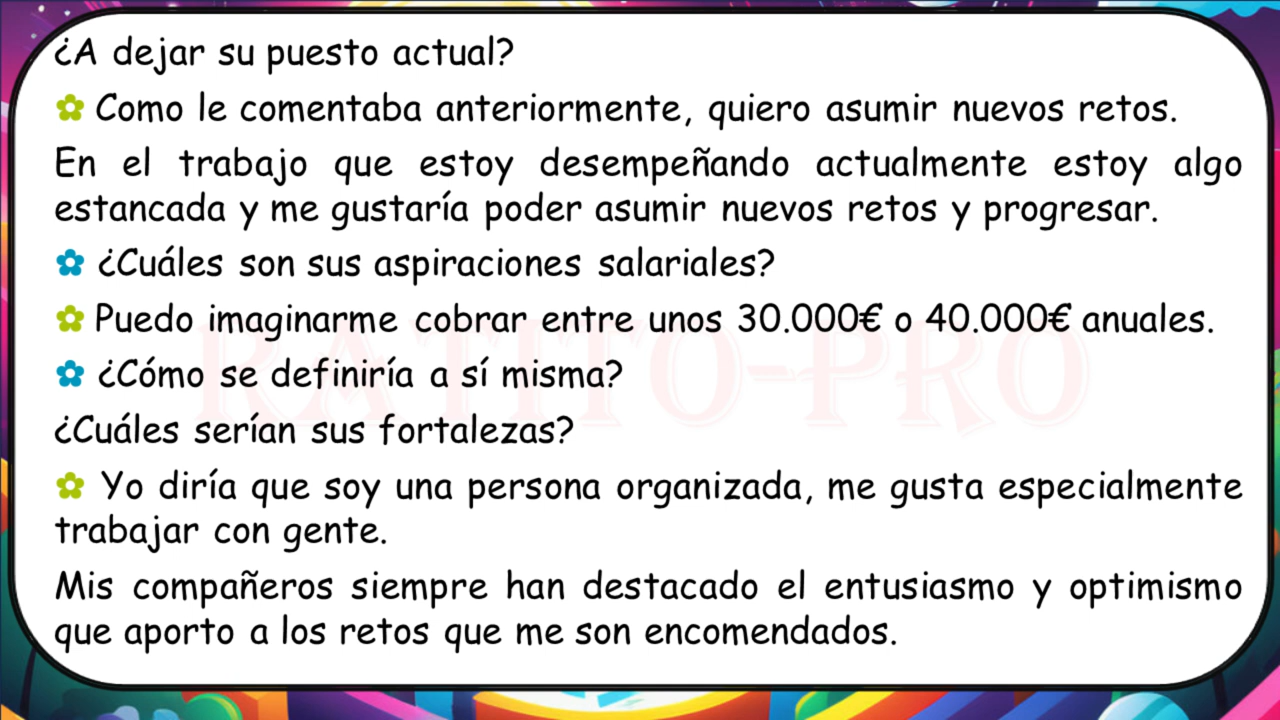 ¿A dejar su puesto actual?
Como le comentaba anteriormente, quiero asumir nuevos retos.
En el trabajo que estoy desempeñando actualmente estoy algo
estancada y me gustaría poder asumir nuevos retos y progresar.
¿Cuáles son sus aspiraciones salariales?
Puedo imaginarme cobrar entre unos 30.000€ o 40.000€ anuales.
RATITO-PRO
¿Cómo se definiría a sí misma?
¿Cuáles serían sus fortalezas?
Yo diría que soy una persona organizada, me gusta especialmente
trabajar con gente.
Mis compañeros siempre han destacado el entusiasmo y optimismo
que aporto a los retos que me son encomendados.